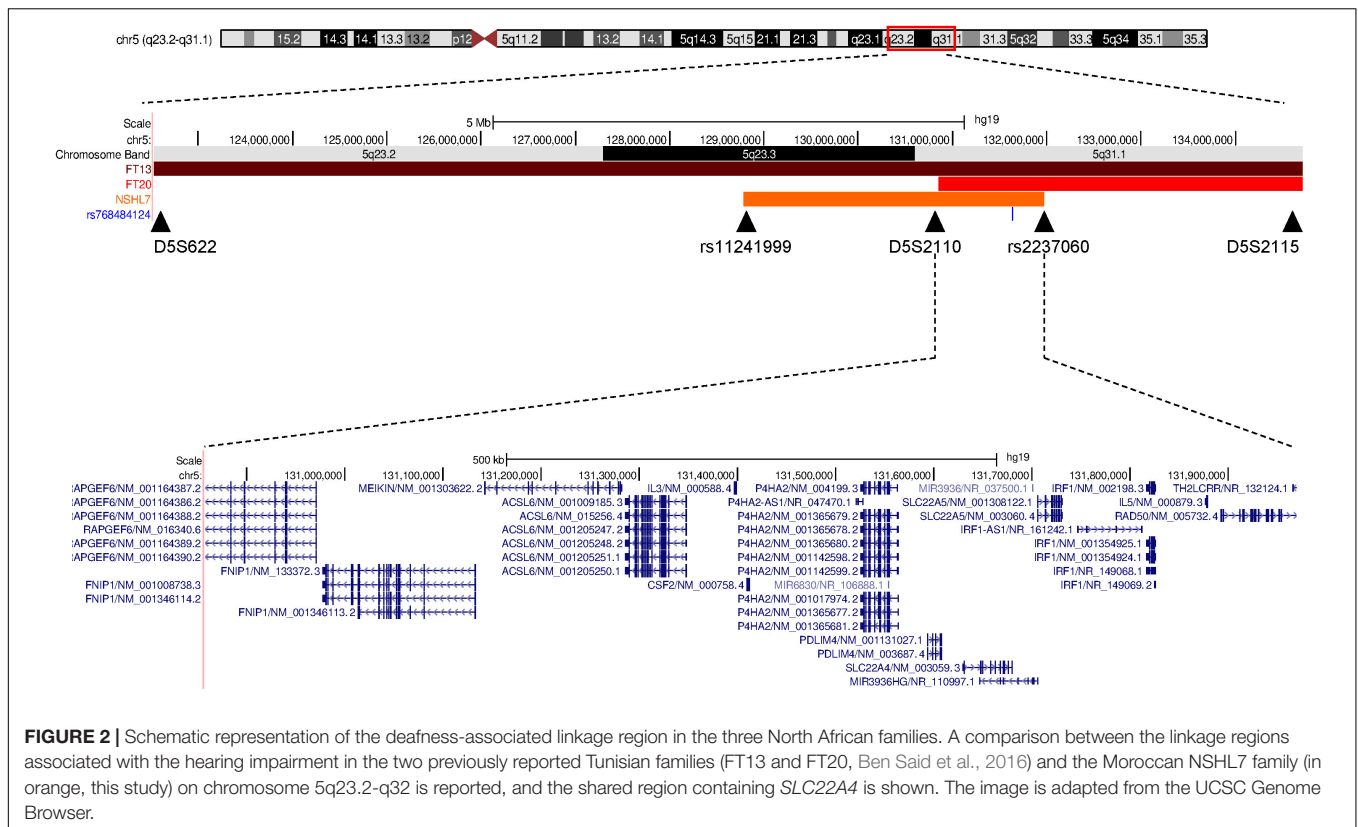 chr5 (q23.2-q31.1) 15.2 14.3 14.1 13.3 13.2 p12 5q11.2 13.2 14.1 5q14.3 5q15 21.1 21.3 q23.1 q23.2 q31.1 31.3 5q32 33.3 5q34 35.1 35.3
Scale 5 Mb hg19
chr5: 124,000,000 125,000,000 126,000,000 127,000,000 128,000,000 129,000,000 130,000,000 131,000,000 132,000,000 133,000,000 134,000,000
Chromosome Band 5q23.2 5q23.3 5q31.1
FT13
FT20
NSHL7
rs768484124
D5S622 rs11241999 D5S2110 rs2237060 D5S2115
Scale 500 kb hg19
chr5: 131,000,000 131,100,000 131,200,000 131,300,000 131,400,000 131,500,000 131,600,000 131,700,000 131,800,000 131,900,000
APGEF6/NM_001164387.2 MEIKIN/NM_001303622.2 IL3/NM_000588.4 P4HA2/NM_004199.3 MIR3936/NR_037500.1 IRF1/NM_002198.3 TH2LCRR/NR_132124.1
APGEF6/NM_001164386.2 ACSL6/NM_001009185.3 P4HA2-AS1/NR_047470.1 SLC22A5/NM_001308122.1 IL5/NM_000879.3
APGEF6/NM_001164388.2 ACSL6/NM_015256.4 P4HA2/NM_001365679.2 SLC22A5/NM_003060.4 RAD50/NM_005732.4
RAPGEF6/NM_016340.6 ACSL6/NM_001205247.2 P4HA2/NM_001365678.2 IRF1-AS1/NR_161242.1
APGEF6/NM_001164389.2 ACSL6/NM_001205248.2 P4HA2/NM_001365680.2 IRF1/NM_001354925.1
APGEF6/NM_001164390.2 ACSL6/NM_001205251.1 P4HA2/NM_001142598.2 IRF1/NM_001354924.1
FNIP1/NM_133372.3 ACSL6/NM_001205250.1 P4HA2/NM_001142599.2 IRF1/NR_149068.1
FNIP1/NM_001008738.3 CSF2/NM_000758.4 MIR6830/NR_106888.1 IRF1/NR_149069.2
FNIP1/NM_001346114.2 P4HA2/NM_001017974.2
FNIP1/NM_001346113.2 P4HA2/NM_001365677.2
P4HA2/NM_001365681.2
PDLIM4/NM_001131027.1
PDLIM4/NM_003687.4
SLC22A4/NM_003059.3
MIR3936HG/NR_110997.1
FIGURE 2 | Schematic representation of the deafness-associated linkage region in the three North African families. A comparison between the linkage regions
associated with the hearing impairment in the two previously reported Tunisian families (FT13 and FT20, Ben Said et al., 2016) and the Moroccan NSHL7 family (in
orange, this study) on chromosome 5q23.2-q32 is reported, and the shared region containing SLC22A4 is shown. The image is adapted from the UCSC Genome
Browser.